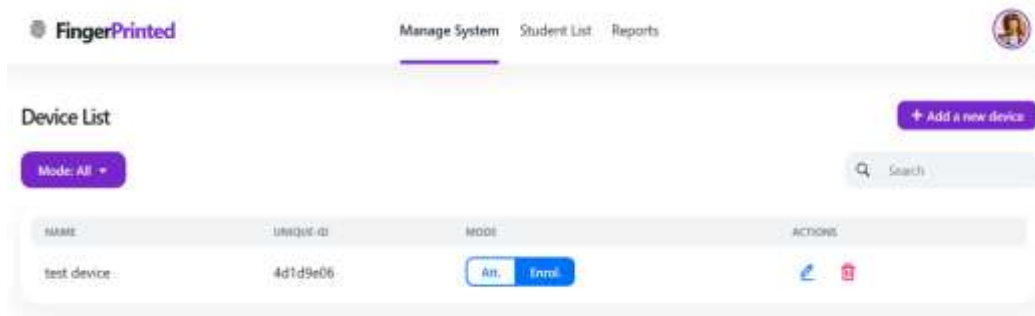 FingerPrinted Manage System Student List Reports
Device List + Add a new device
Mode: All Search
NAME UNIQUE-ID MODE ACTIONS
test device 4d1d9e06 Att. Enrol.